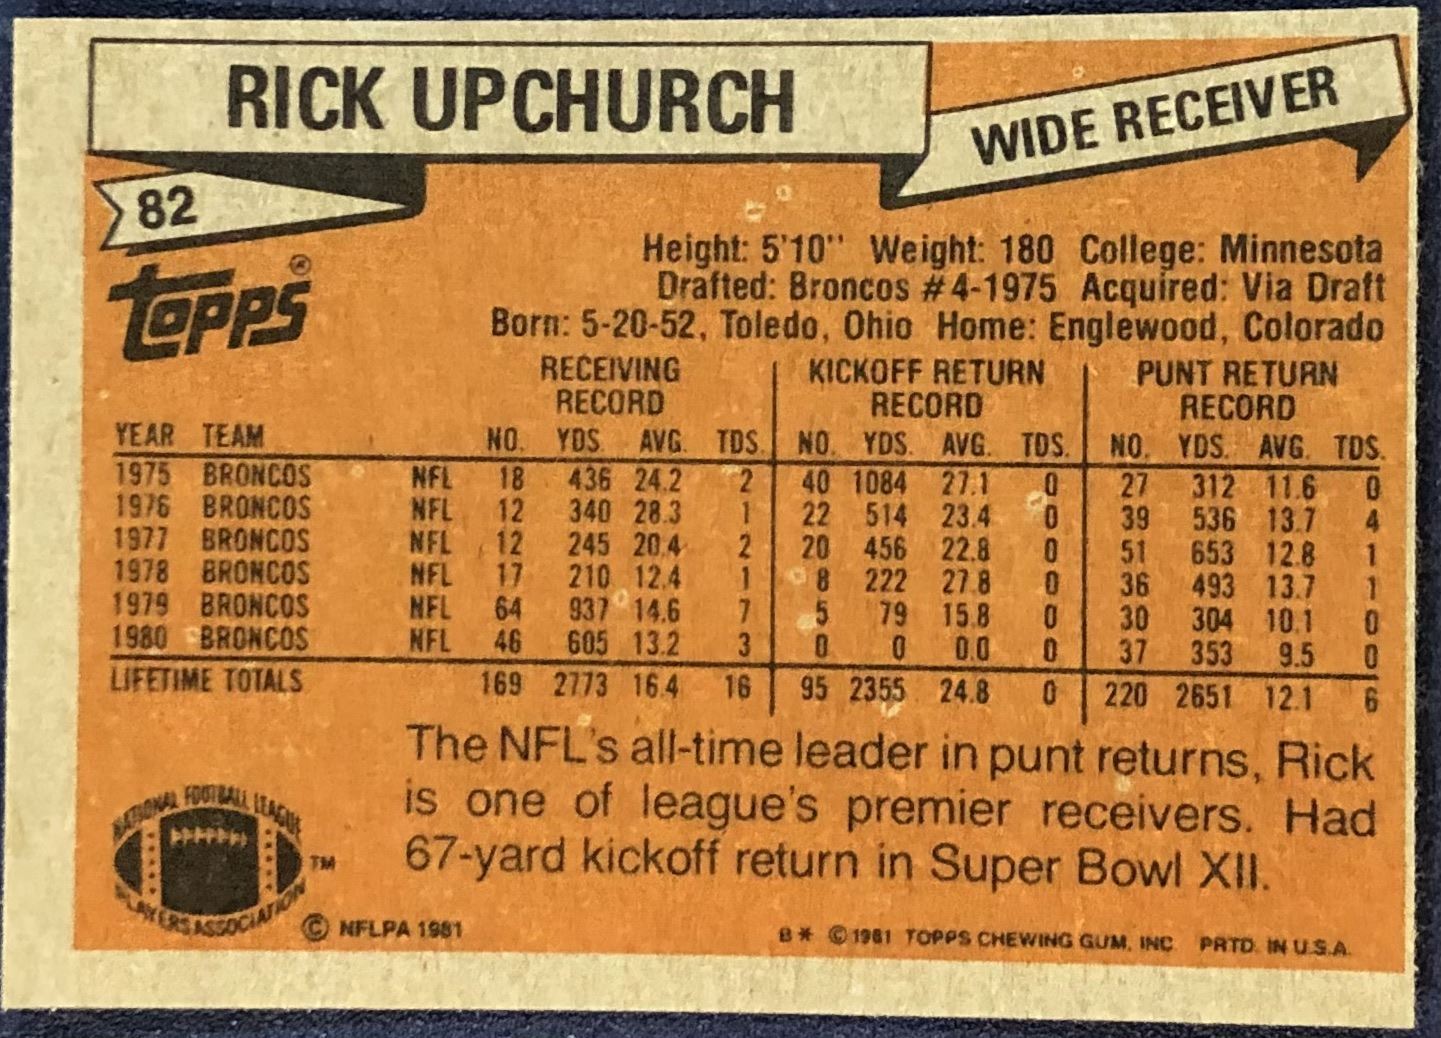 RICK UPCHURCH
WIDE RECEIVER
82
TOPPS®
Height: 5'10" Weight: 180 College: Minnesota
Drafted: Broncos #4-1975 Acquired: Via Draft
Born: 5-20-52, Toledo, Ohio Home: Englewood, Colorado
RECEIVING RECORD KICKOFF RETURN RECORD PUNT RETURN RECORD
YEAR TEAM NO. YDS. AVG. TDS. NO. YDS. AVG. TDS. NO. YDS. AVG. TDS.
1975 BRONCOS NFL 18 436 24.2 2 40 1084 27.1 0 27 312 11.6 0
1976 BRONCOS NFL 12 340 28.3 1 22 514 23.4 0 39 536 13.7 4
1977 BRONCOS NFL 12 245 20.4 2 20 456 22.8 0 51 653 12.8 1
1978 BRONCOS NFL 17 210 12.4 1 8 222 27.8 0 36 493 13.7 1
1979 BRONCOS NFL 64 937 14.6 7 5 79 15.8 0 30 304 10.1 0
1980 BRONCOS NFL 46 605 13.2 3 0 0 0.0 0 37 353 9.5 0
LIFETIME TOTALS 169 2773 16.4 16 95 2355 24.8 0 220 2651 12.1 6
The NFL's all-time leader in punt returns, Rick
is one of league's premier receivers. Had
67-yard kickoff return in Super Bowl XII.
NATIONAL FOOTBALL LEAGUE
PLAYERS ASSOCIATION
TM
© NFLPA 1981
B* © 1981 TOPPS CHEWING GUM, INC. PRTD. IN U.S.A.